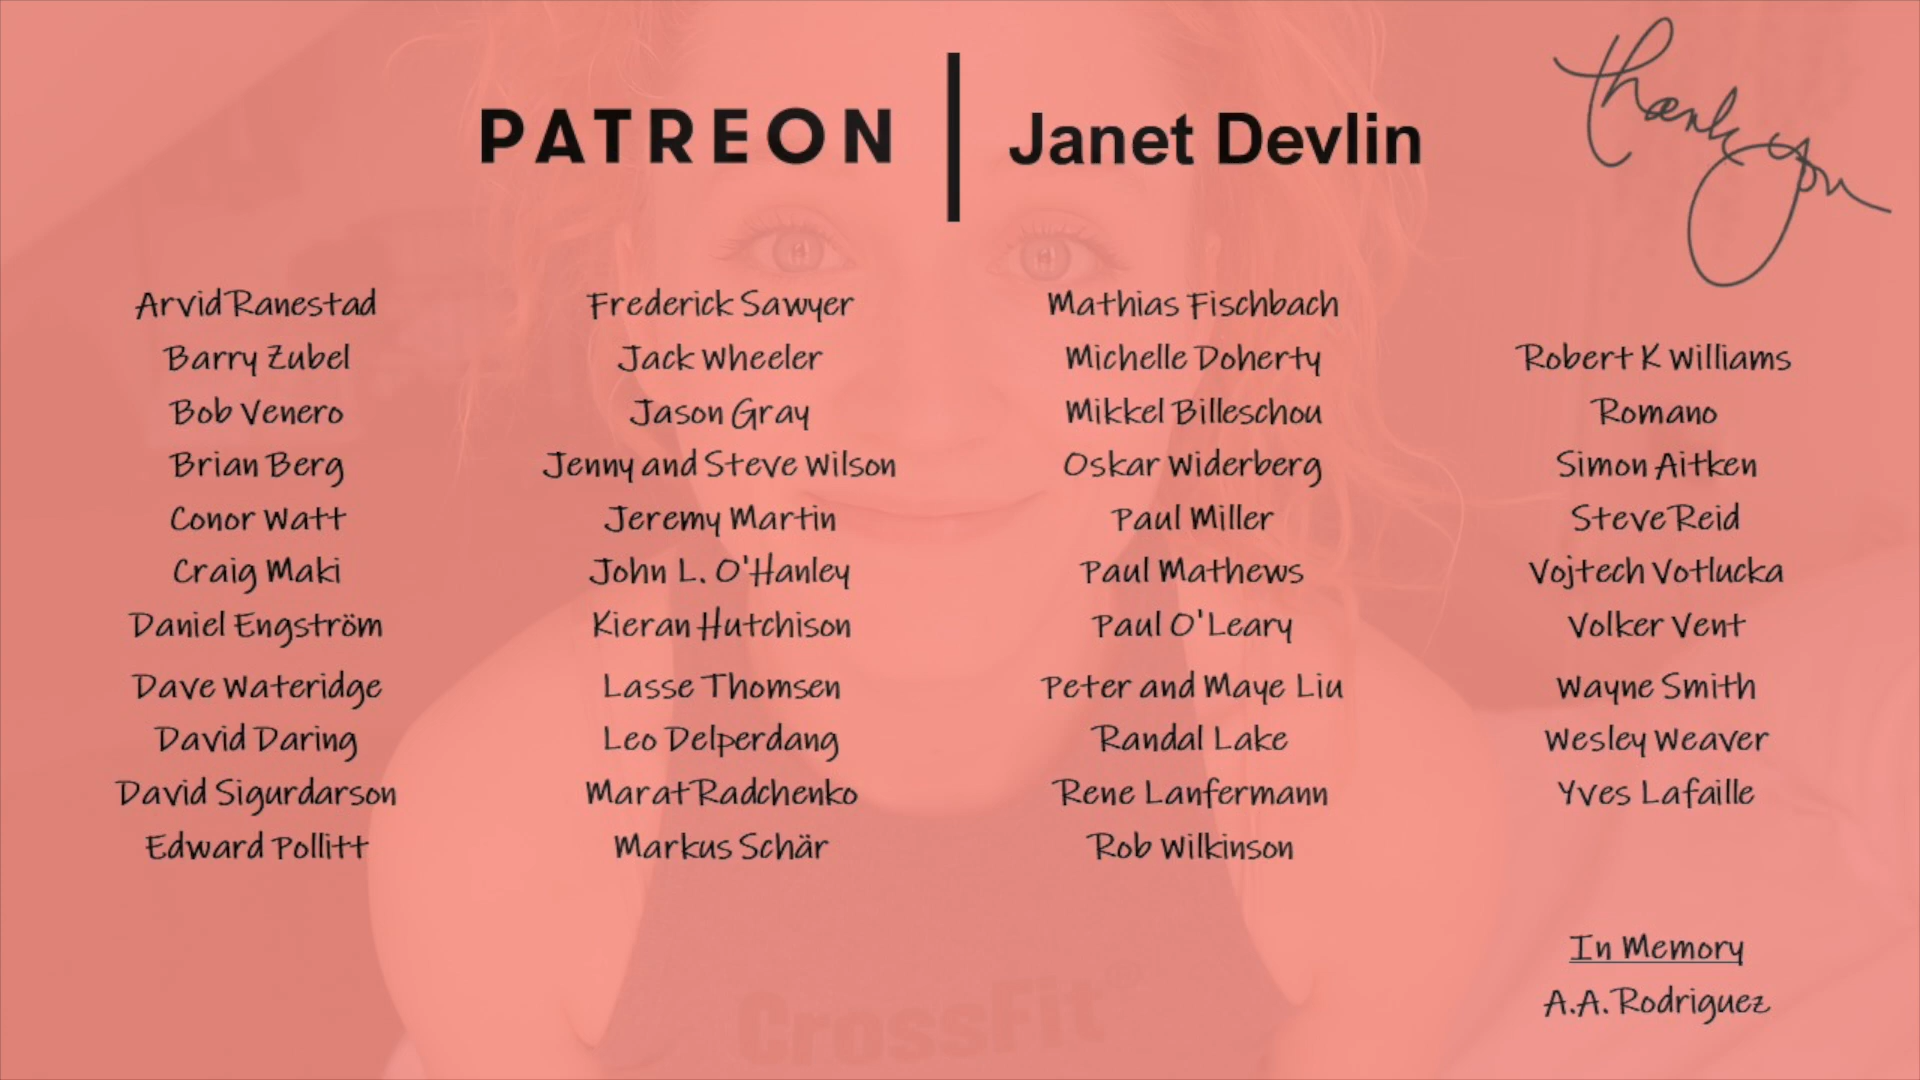 PATREON | Janet Devlin
thank you
Arvid Ranestad
Barry Zubel
Bob Venero
Brian Berg
Conor Watt
Craig Maki
Daniel Engström
Dave Wateridge
David Daring
David Sigurdarson
Edward Pollitt
Frederick Sawyer
Jack Wheeler
Jason Gray
Jenny and Steve Wilson
Jeremy Martin
John L. O'Hanley
Kieran Hutchison
Lasse Thomsen
Leo Delperdang
Marat Radchenko
Markus Schär
Mathias Fischbach
Michelle Doherty
Mikkel Billeschou
Oskar Widerberg
Paul Miller
Paul Mathews
Paul O'Leary
Peter and Maye Liu
Randal Lake
Rene Lanfermann
Rob Wilkinson
Robert K Williams
Romano
Simon Aitken
Steve Reid
Vojtech Votlucka
Volker Vent
Wayne Smith
Wesley Weaver
Yves Lafaille
In Memory
A.A. Rodriguez
CrossFit